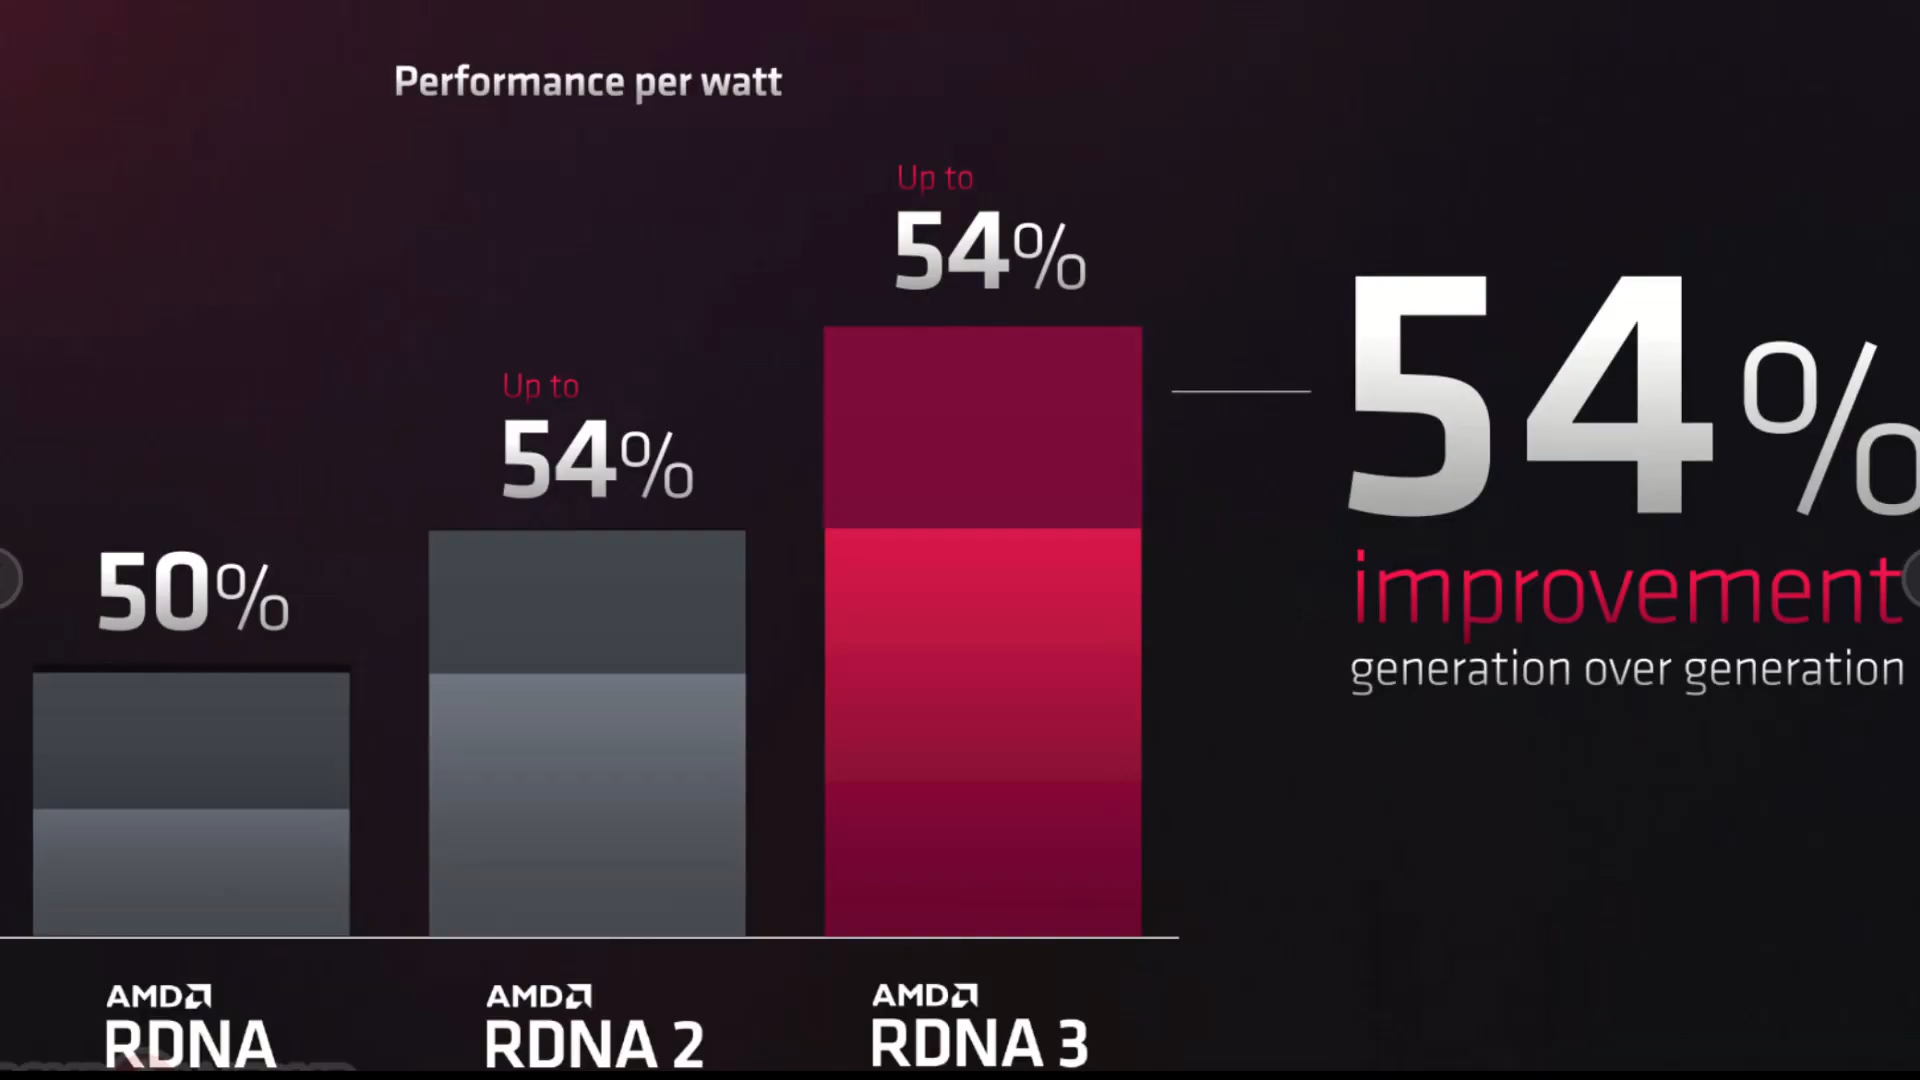 Performance per watt
Up to
54%
Up to
54%
50%
54%
improvement
generation over generation
AMD
RDNA
AMD
RDNA 2
AMD
RDNA 3